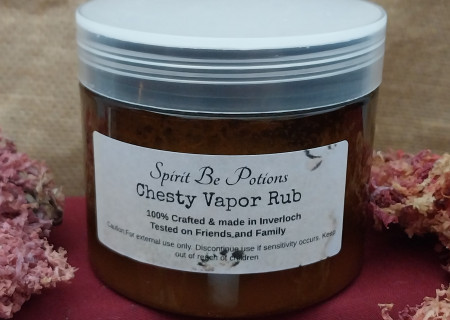 Spirit Be Potions
Chesty Vapor Rub
100% Crafted & made in Inverloch
Tested on Friends and Family
Caution:For external use only. Discontinue use if sensitivity occurs. Keep
out of reach of children